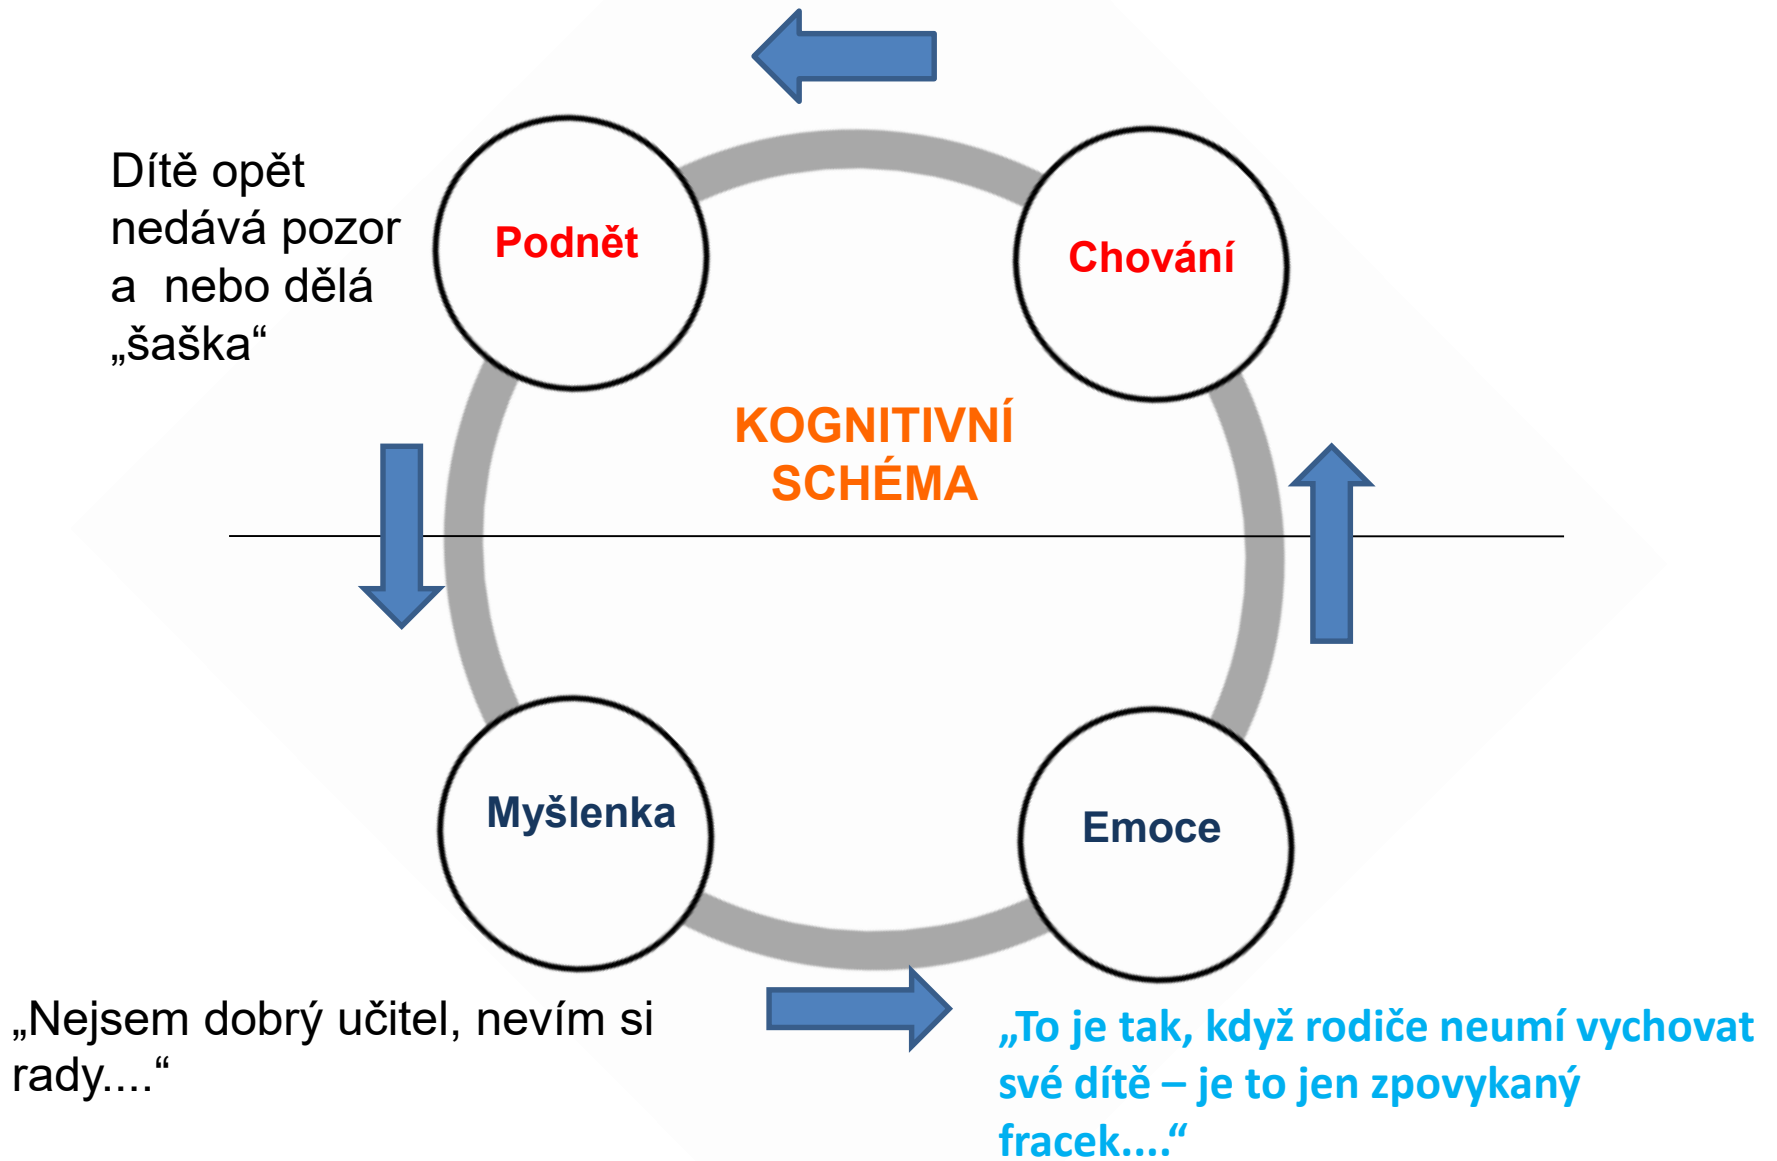 Dítě opět
nedává pozor
a  nebo dělá
„šaška“
Podnět
Chování
KOGNITIVNÍ
SCHÉMA
Myšlenka
Emoce
„Nejsem dobrý učitel, nevím si
rady....“
„To je tak, když rodiče neumí vychovat
své dítě – je to jen zpovykaný
fracek....“